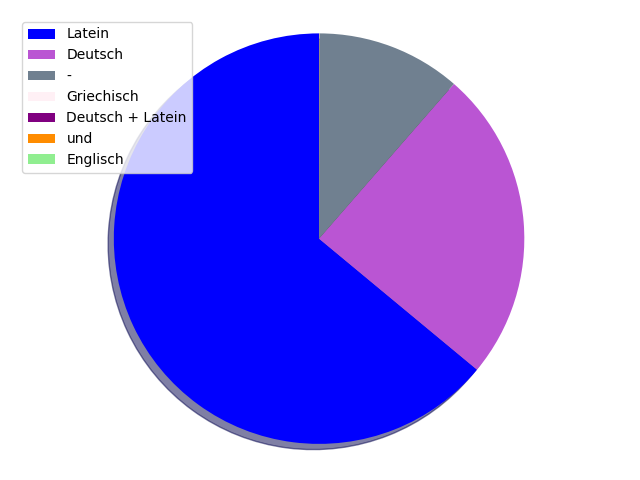 Latein
Deutsch
-
Griechisch
Deutsch + Latein
und
Englisch